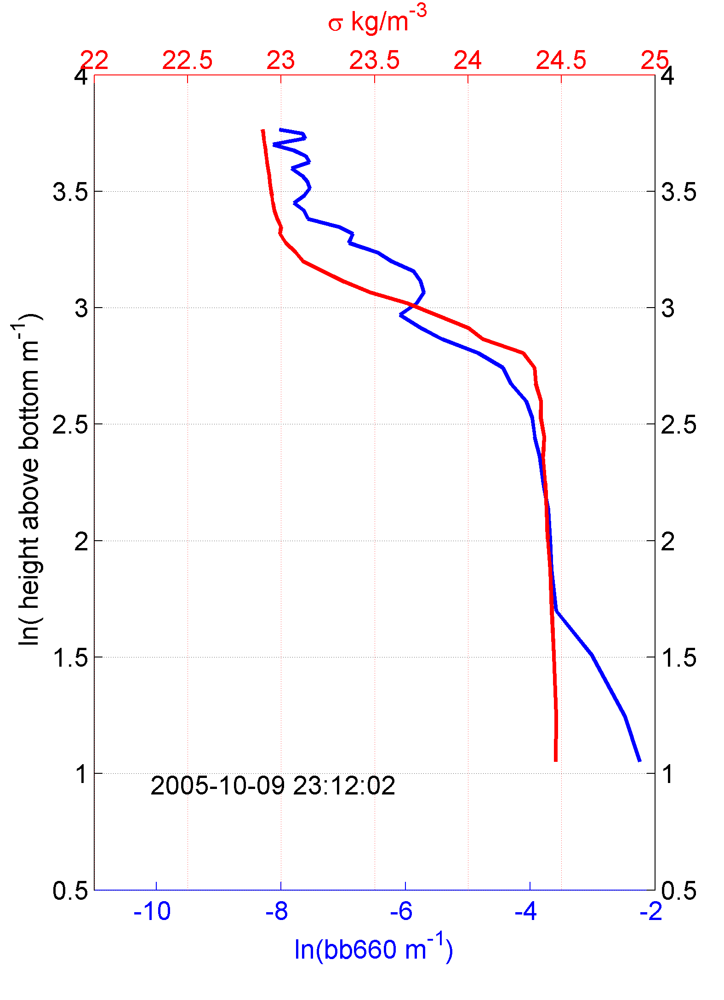 σ kg/m⁻³
22 22.5 23 23.5 24 24.5 25
4 4
3.5 3.5
3 3
2.5 2.5
2 2
1.5 1.5
1 1
0.5 0.5
ln( height above bottom m⁻¹)
2005-10-09 23:12:02
-10 -8 -6 -4 -2
ln(bb660 m⁻¹)